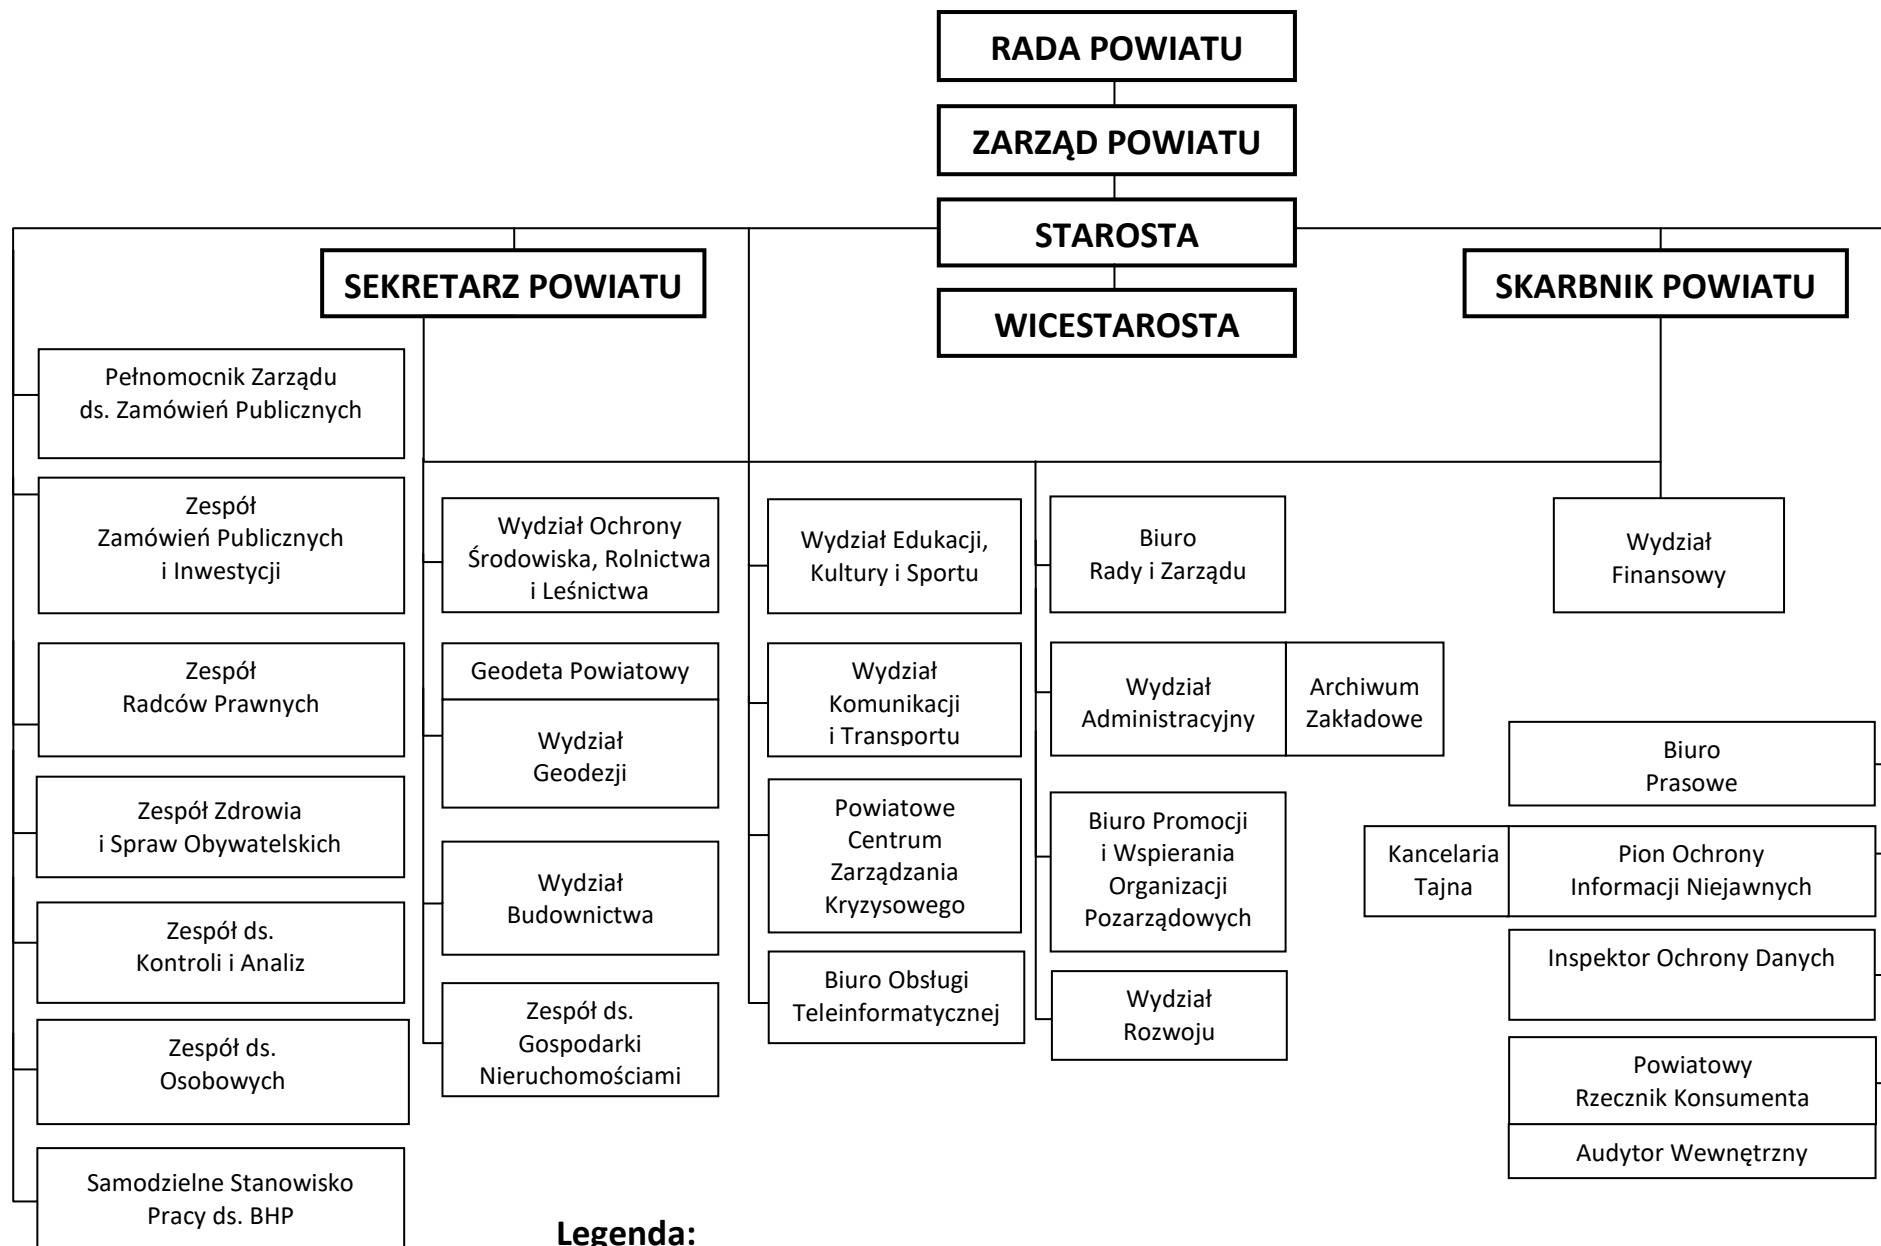 RADA POWIATU
ZARZĄD POWIATU
STAROSTA
WICESTAROSTA
SEKRETARZ POWIATU
SKARBNIK POWIATU
Pełnomocnik Zarządu
ds. Zamówień Publicznych
Zespół
Zamówień Publicznych
i Inwestycji
Zespół
Radców Prawnych
Zespół Zdrowia
i Spraw Obywatelskich
Zespół ds.
Kontroli i Analiz
Zespół ds.
Osobowych
Samodzielne Stanowisko
Pracy ds. BHP
Wydział Ochrony
Środowiska, Rolnictwa
i Leśnictwa
Geodeta Powiatowy
Wydział
Geodezji
Wydział
Budownictwa
Zespół ds.
Gospodarki
Nieruchomościami
Wydział Edukacji,
Kultury i Sportu
Wydział
Komunikacji
i Transportu
Powiatowe
Centrum
Zarządzania
Kryzysowego
Biuro Obsługi
Teleinformatycznej
Biuro
Rady i Zarządu
Wydział
Administracyjny
Archiwum
Zakładowe
Biuro Promocji
i Wspierania
Organizacji
Pozarządowych
Wydział
Rozwoju
Wydział
Finansowy
Biuro
Prasowe
Kancelaria
Tajna
Pion Ochrony
Informacji Niejawnych
Inspektor Ochrony Danych
Powiatowy
Rzecznik Konsumenta
Audytor Wewnętrzny
Legenda: